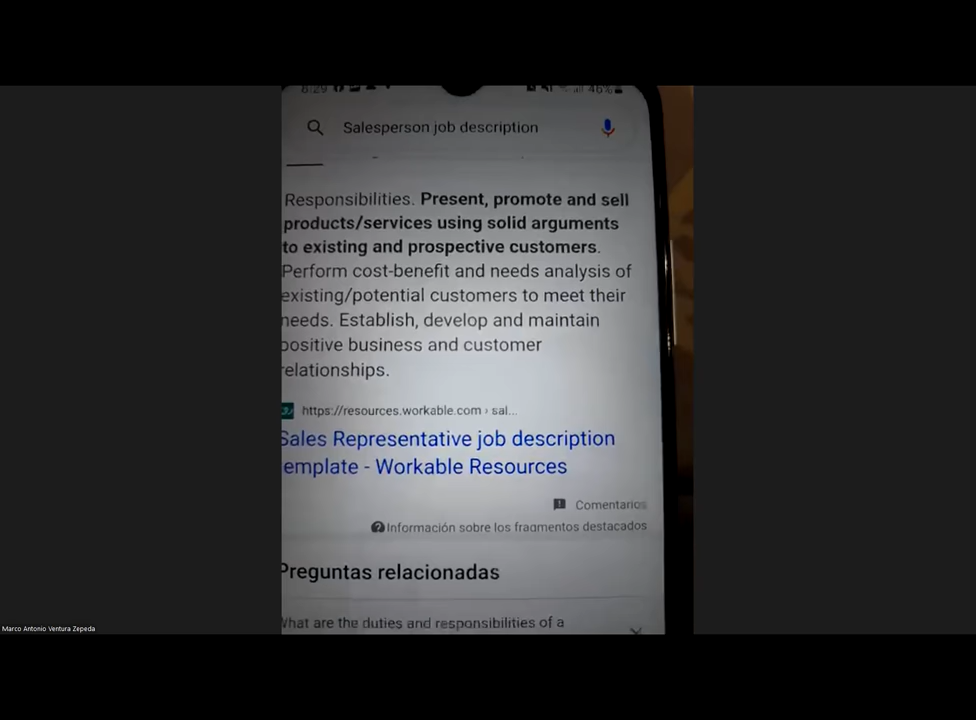 8:29
46%
Salesperson job description
Responsibilities. Present, promote and sell
products/services using solid arguments
to existing and prospective customers.
Perform cost-benefit and needs analysis of
existing/potential customers to meet their
needs. Establish, develop and maintain
positive business and customer
relationships.
https://resources.workable.com › sal...
Sales Representative job description
template - Workable Resources
Comentarios
Información sobre los fragmentos destacados
Preguntas relacionadas
What are the duties and responsibilities of a
Marco Antonio Ventura Zepeda